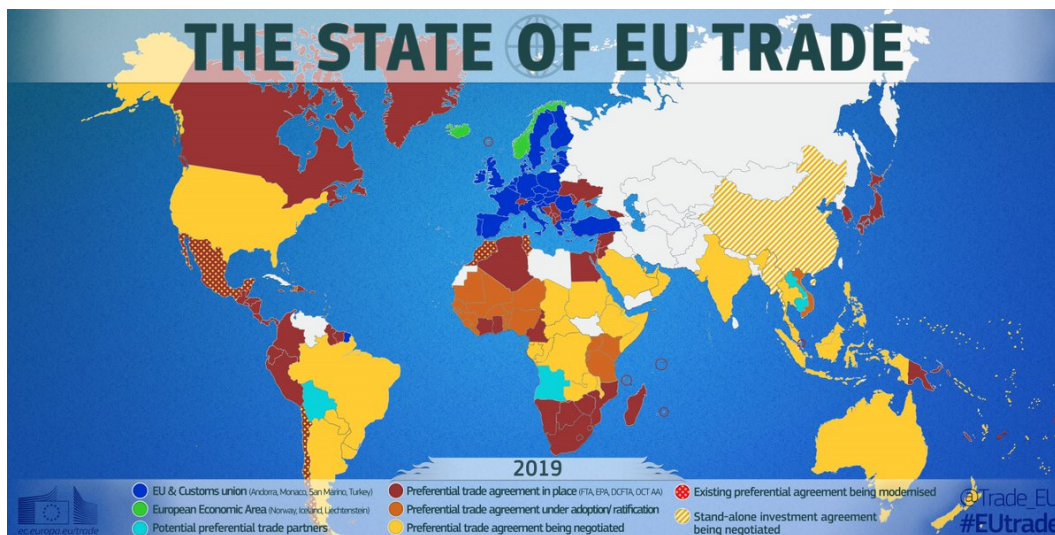 THE STATE OF EU TRADE
2019
EU & Customs union (Andorra, Monaco, San Marino, Turkey)
European Economic Area (Norway, Iceland, Liechtenstein)
Potential preferential trade partners
Preferential trade agreement in place (FTA, EPA, DCFTA, OCT AA)
Preferential trade agreement under adoption/ ratification
Preferential trade agreement being negotiated
Existing preferential agreement being modernised
Stand-alone investment agreement
being negotiated
ec.europa.eu/trade
@Trade_EU
#EUtrade